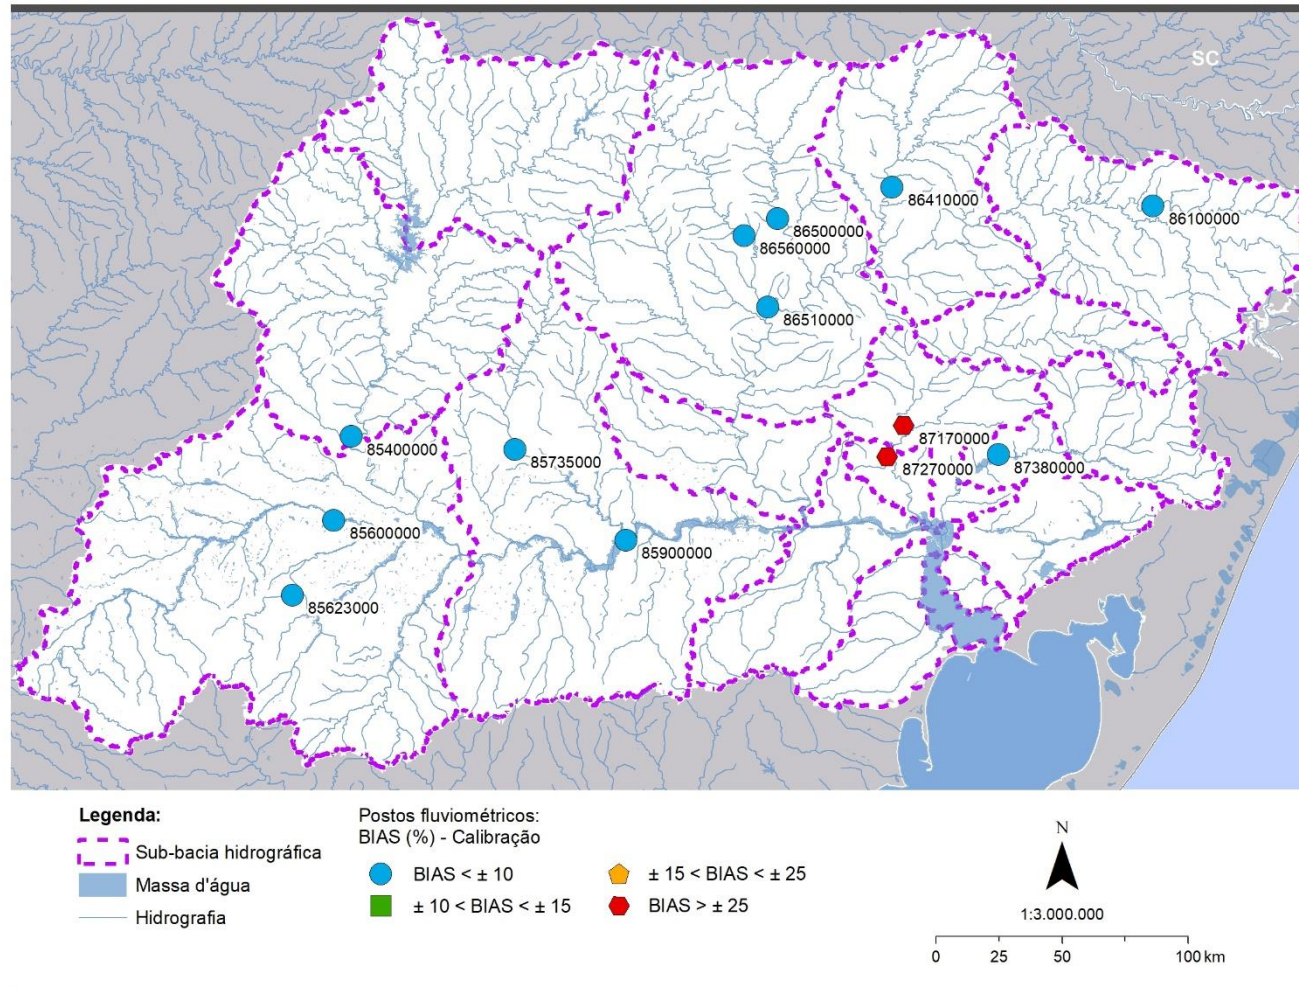 SC
86410000
86100000
86500000
86560000
86510000
85400000
85735000
87170000
87270000
87380000
85600000
85900000
85623000
Legenda:
Sub-bacia hidrográfica
Massa d'água
Hidrografia
Postos fluviométricos:
BIAS (%) - Calibração
BIAS < ± 10
± 10 < BIAS < ± 15
± 15 < BIAS < ± 25
BIAS > ± 25
N
1:3.000.000
0 25 50 100 km